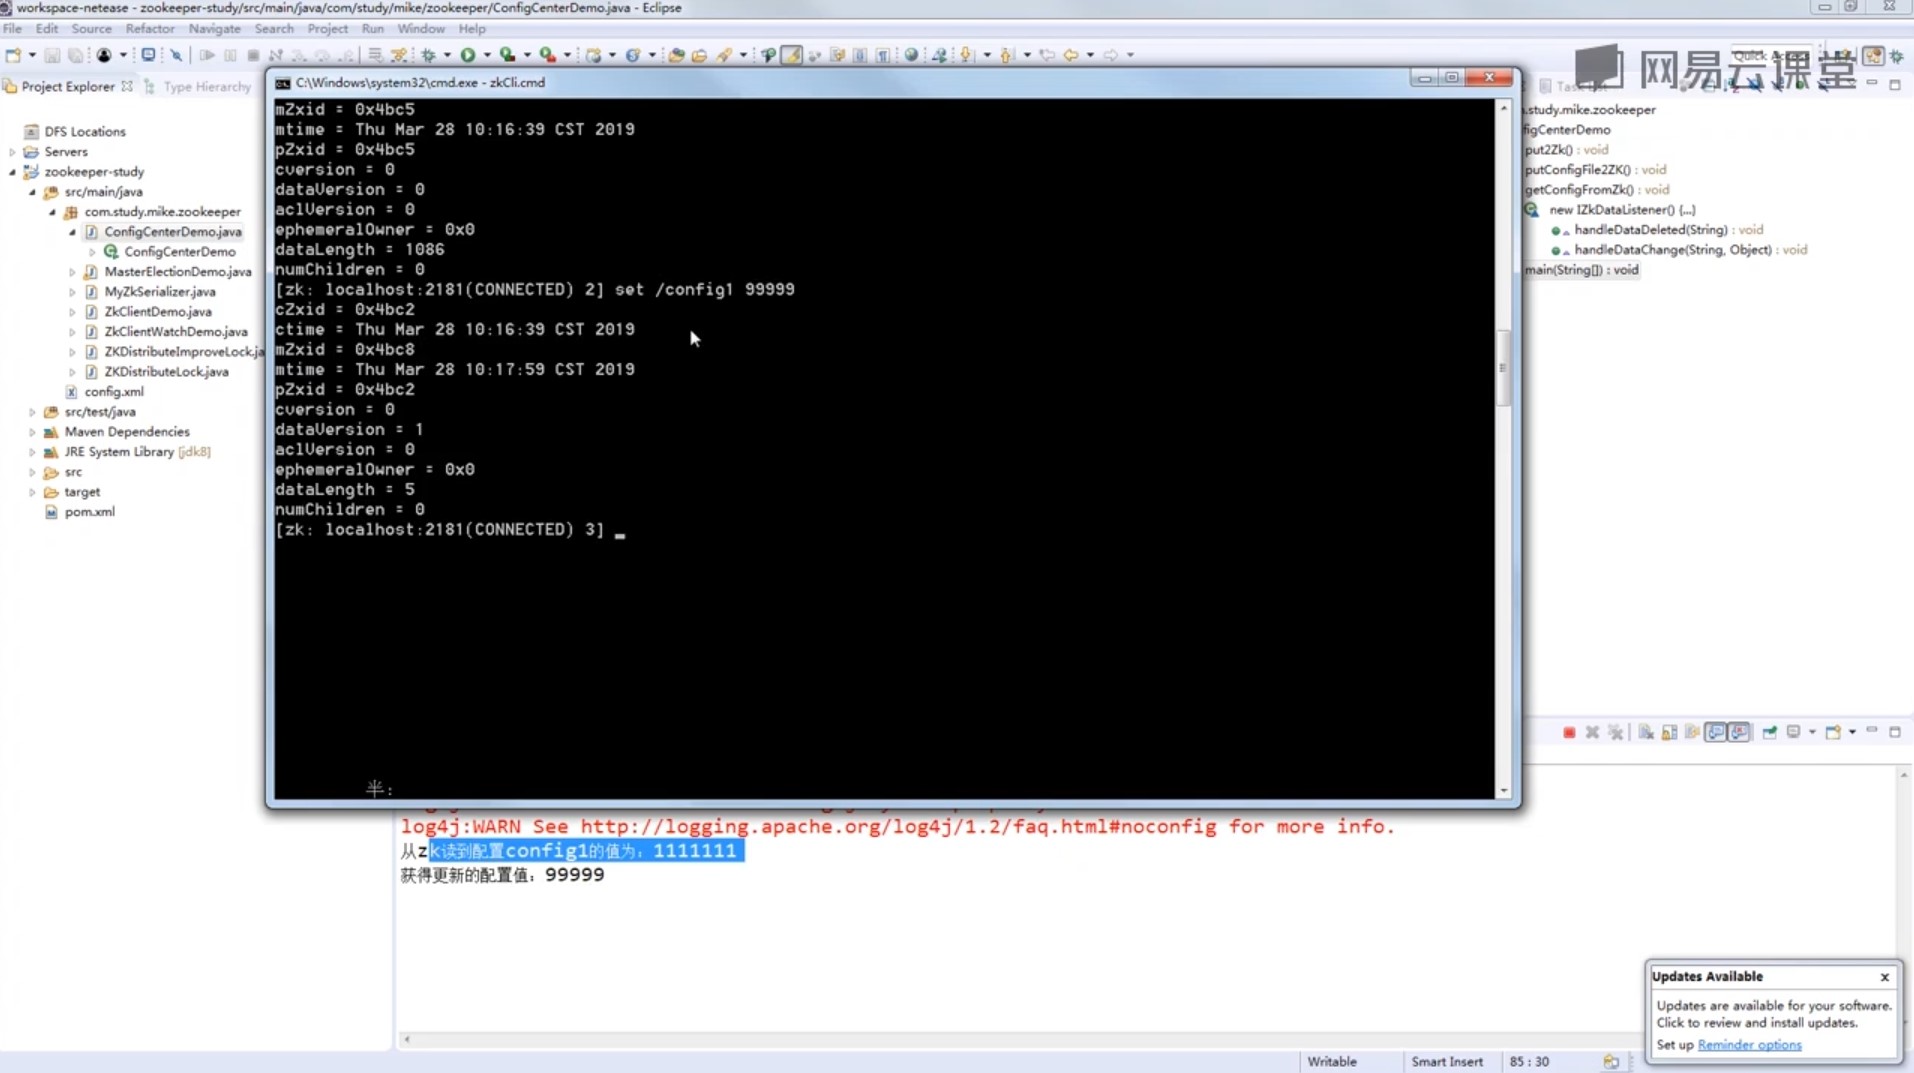 workspace-netease - zookeeper-study/src/main/java/com/study/mike/zookeeper/ConfigCenterDemo.java - Eclipse
File Edit Source Refactor Navigate Search Project Run Window Help
Quick Access
网易云课堂
Project Explorer
Type Hierarchy
DFS Locations
Servers
zookeeper-study
src/main/java
com.study.mike.zookeeper
ConfigCenterDemo.java
ConfigCenterDemo
MasterElectionDemo.java
MyZkSerializer.java
ZkClientDemo.java
ZkClientWatchDemo.java
ZKDistributeImproveLock.ja
ZKDistributeLock.java
config.xml
src/test/java
Maven Dependencies
JRE System Library [jdk8]
src
target
pom.xml
C:\Windows\system32\cmd.exe - zkCli.cmd
mZxid = 0x4bc5
mtime = Thu Mar 28 10:16:39 CST 2019
pZxid = 0x4bc5
cversion = 0
dataVersion = 0
aclVersion = 0
ephemeralOwner = 0x0
dataLength = 1086
numChildren = 0
[zk: localhost:2181(CONNECTED) 2] set /config1 99999
cZxid = 0x4bc2
ctime = Thu Mar 28 10:16:39 CST 2019
mZxid = 0x4bc8
mtime = Thu Mar 28 10:17:59 CST 2019
pZxid = 0x4bc2
cversion = 0
dataVersion = 1
aclVersion = 0
ephemeralOwner = 0x0
dataLength = 5
numChildren = 0
[zk: localhost:2181(CONNECTED) 3]
半:
.study.mike.zookeeper
figCenterDemo
put2Zk() : void
putConfigFile2ZK() : void
getConfigFromZk() : void
new IZkDataListener() {...}
handleDataDeleted(String) : void
handleDataChange(String, Object) : void
main(String[]) : void
log4j:WARN See http://logging.apache.org/log4j/1.2/faq.html#noconfig for more info.
从zk读到配置config1的值为：1111111
获得更新的配置值：99999
Updates Available
Updates are available for your software.
Click to review and install updates.
Set up Reminder options
Writable
Smart Insert
85 : 30